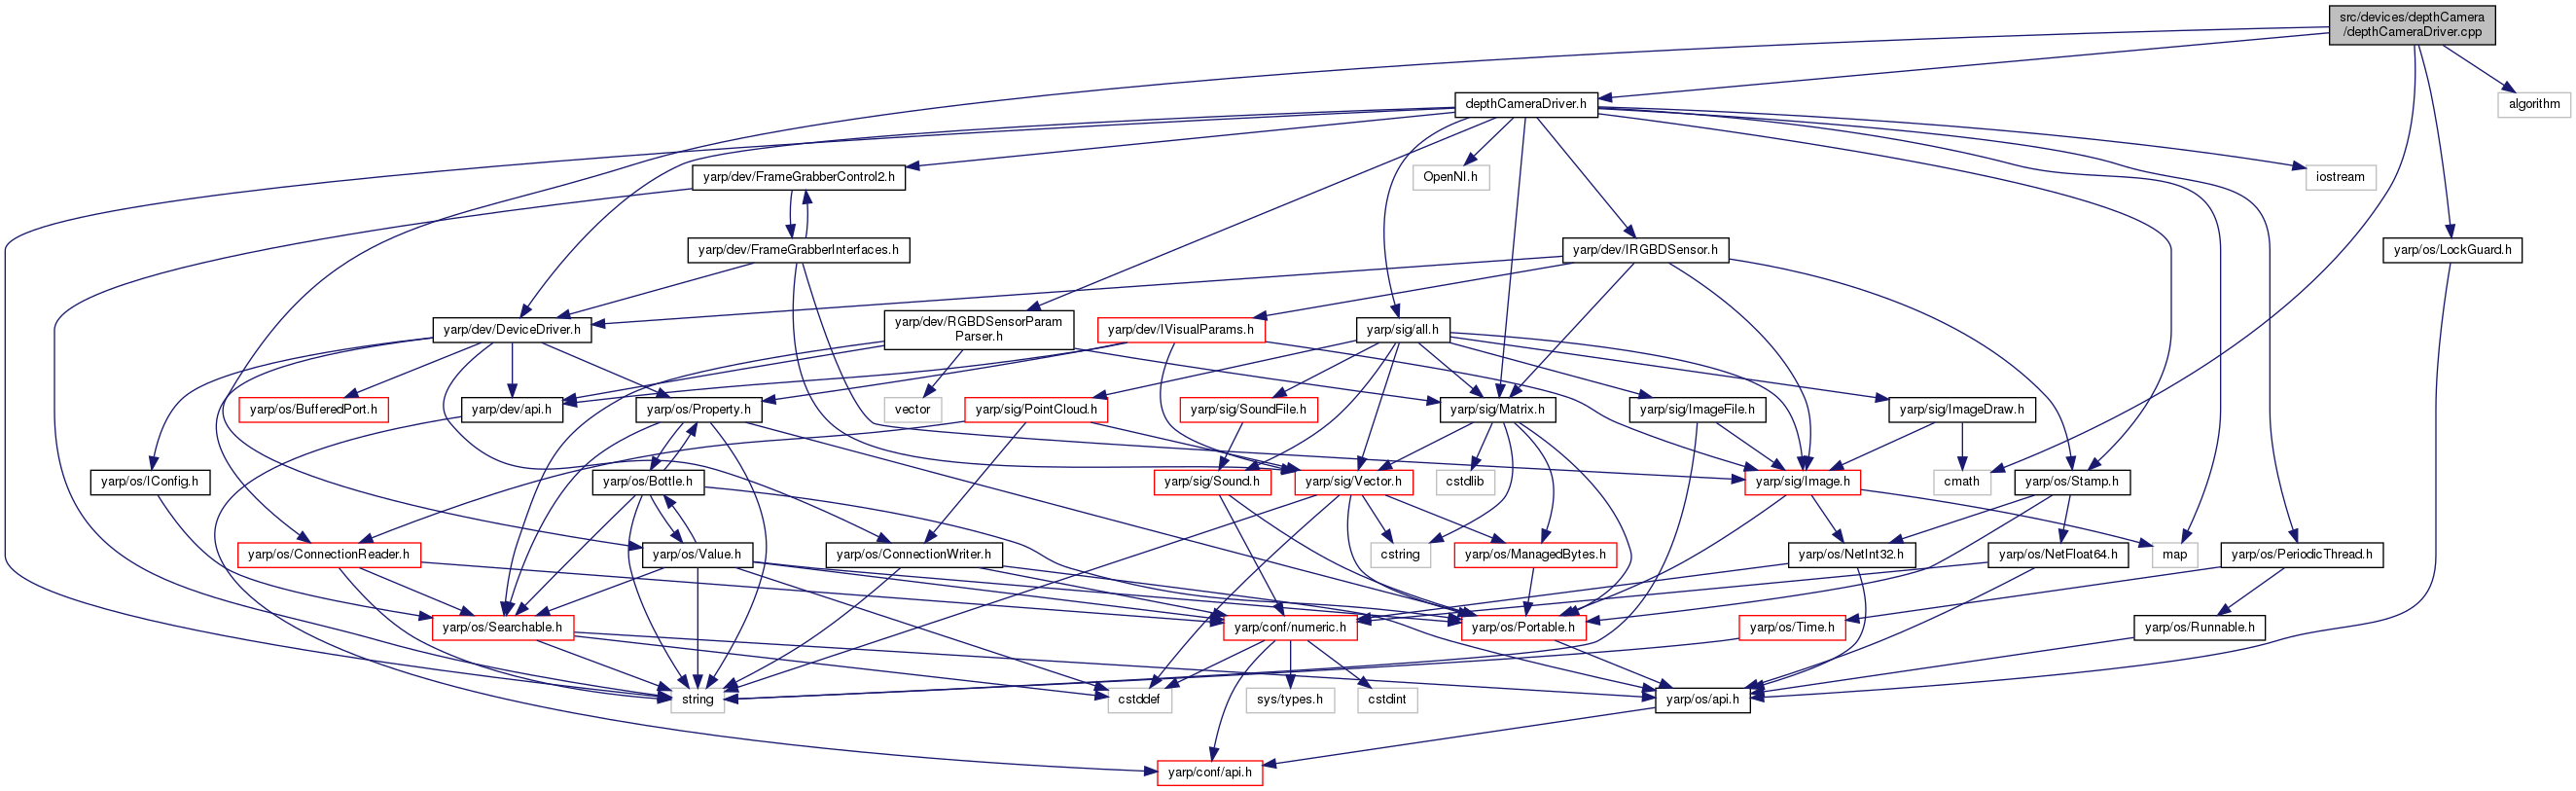 src/devices/depthCamera
/depthCameraDriver.cpp
depthCameraDriver.h
algorithm
yarp/dev/FrameGrabberControl2.h
OpenNI.h
iostream
yarp/dev/FrameGrabberInterfaces.h
yarp/dev/IRGBDSensor.h
yarp/os/LockGuard.h
yarp/dev/DeviceDriver.h
yarp/dev/RGBDSensorParam
Parser.h
yarp/dev/IVisualParams.h
yarp/sig/all.h
yarp/os/BufferedPort.h
yarp/dev/api.h
yarp/os/Property.h
vector
yarp/sig/PointCloud.h
yarp/sig/SoundFile.h
yarp/sig/Matrix.h
yarp/sig/ImageFile.h
yarp/sig/ImageDraw.h
yarp/os/IConfig.h
yarp/os/Bottle.h
yarp/sig/Sound.h
yarp/sig/Vector.h
cstdlib
yarp/sig/Image.h
cmath
yarp/os/Stamp.h
yarp/os/ConnectionReader.h
yarp/os/Value.h
yarp/os/ConnectionWriter.h
cstring
yarp/os/ManagedBytes.h
yarp/os/NetInt32.h
yarp/os/NetFloat64.h
map
yarp/os/PeriodicThread.h
yarp/os/Searchable.h
yarp/conf/numeric.h
yarp/os/Portable.h
yarp/os/Time.h
yarp/os/Runnable.h
string
cstddef
sys/types.h
cstdint
yarp/os/api.h
yarp/conf/api.h